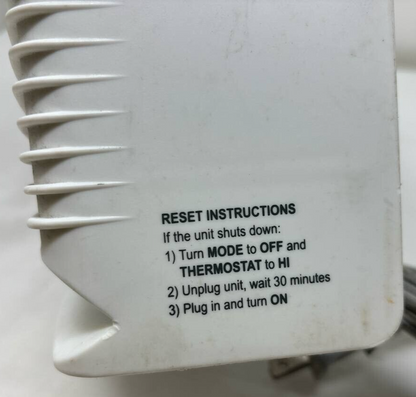 RESET INSTRUCTIONS
If the unit shuts down:
1) Turn MODE to OFF and
THERMOSTAT to HI
2) Unplug unit, wait 30 minutes
3) Plug in and turn ON